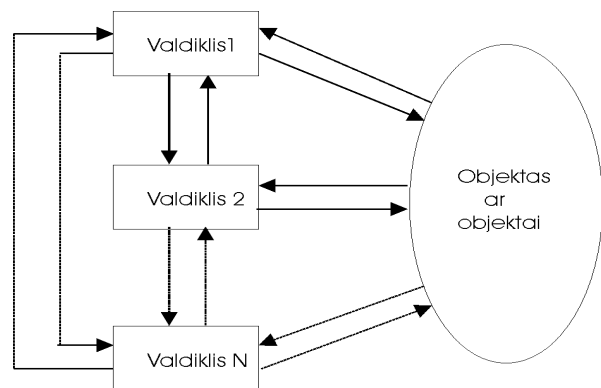 Valdiklis1
Valdiklis 2
Valdiklis N
Objektas
ar
objektai